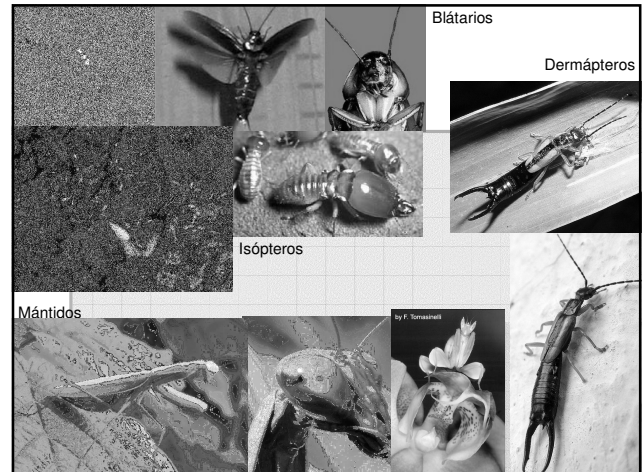 Blátarios
Dermápteros
Isópteros
Mántidos
by F. Tomasinelli